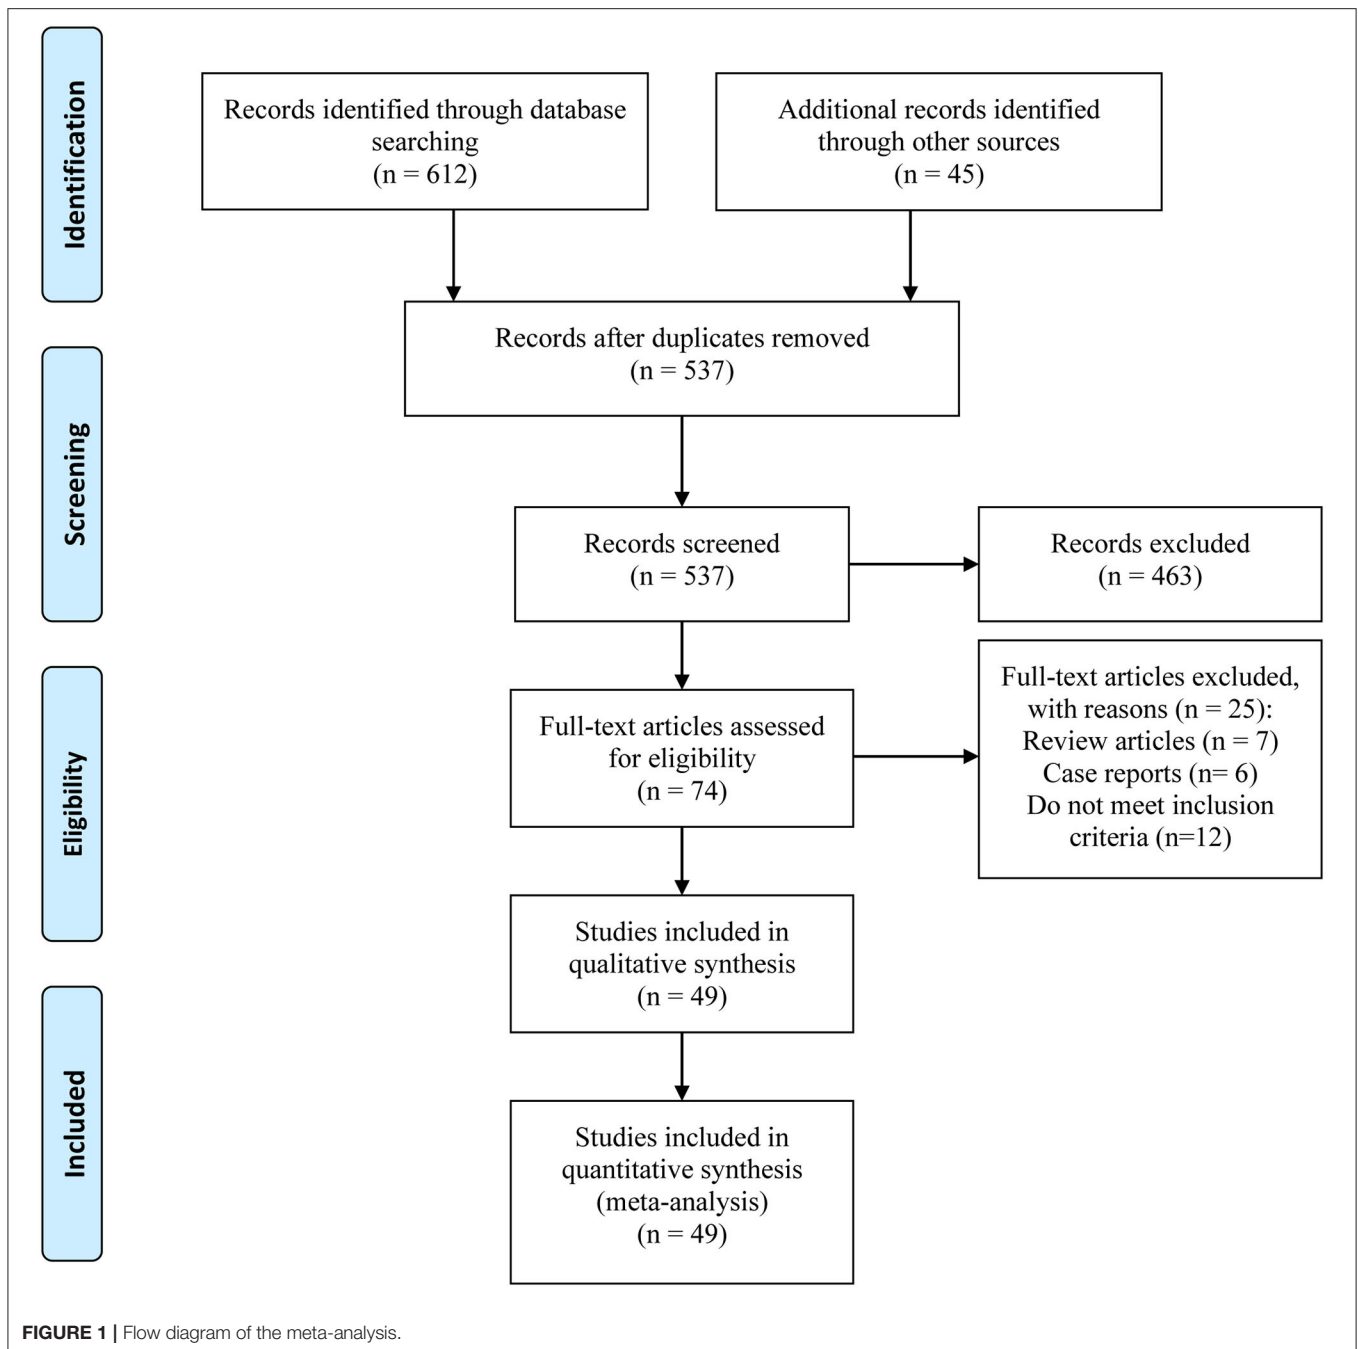 Identification
Records identified through database
searching
(n = 612)
Additional records identified
through other sources
(n = 45)
Records after duplicates removed
(n = 537)
Screening
Records screened
(n = 537)
Records excluded
(n = 463)
Eligibility
Full-text articles assessed
for eligibility
(n = 74)
Full-text articles excluded,
with reasons (n = 25):
Review articles (n = 7)
Case reports (n= 6)
Do not meet inclusion
criteria (n=12)
Studies included in
qualitative synthesis
(n = 49)
Included
Studies included in
quantitative synthesis
(meta-analysis)
(n = 49)
FIGURE 1 | Flow diagram of the meta-analysis.